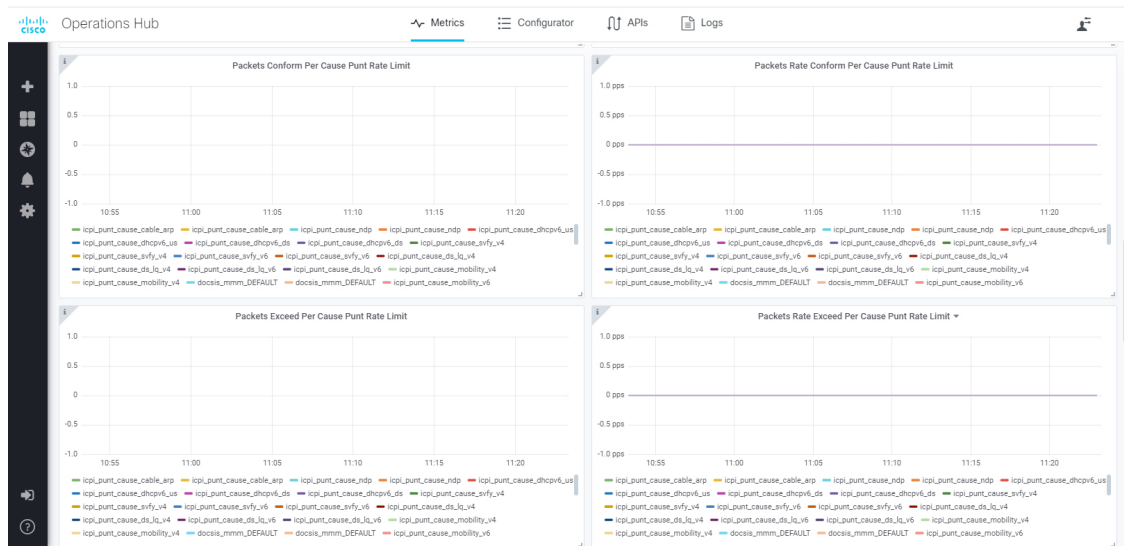 cisco
Operations Hub
Metrics
Configurator
APIs
Logs
i
Packets Conform Per Cause Punt Rate Limit
1.0
0.5
0
-0.5
-1.0
10:55 11:00 11:05 11:10 11:15 11:20
icpi_punt_cause_cable_arp icpi_punt_cause_cable_arp icpi_punt_cause_ndp icpi_punt_cause_ndp icpi_punt_cause_dhcpv6_us
icpi_punt_cause_dhcpv6_us icpi_punt_cause_dhcpv6_ds icpi_punt_cause_dhcpv6_ds icpi_punt_cause_svfy_v4
icpi_punt_cause_svfy_v4 icpi_punt_cause_svfy_v6 icpi_punt_cause_svfy_v6 icpi_punt_cause_ds_lq_v4
icpi_punt_cause_ds_lq_v4 icpi_punt_cause_ds_lq_v6 icpi_punt_cause_ds_lq_v6 icpi_punt_cause_mobility_v4
icpi_punt_cause_mobility_v4 docsis_mmm_DEFAULT docsis_mmm_DEFAULT icpi_punt_cause_mobility_v6
i
Packets Rate Conform Per Cause Punt Rate Limit
1.0 pps
0.5 pps
0 pps
-0.5 pps
-1.0 pps
10:55 11:00 11:05 11:10 11:15 11:20
icpi_punt_cause_cable_arp icpi_punt_cause_cable_arp icpi_punt_cause_ndp icpi_punt_cause_ndp icpi_punt_cause_dhcpv6_us
icpi_punt_cause_dhcpv6_us icpi_punt_cause_dhcpv6_ds icpi_punt_cause_dhcpv6_ds icpi_punt_cause_svfy_v4
icpi_punt_cause_svfy_v4 icpi_punt_cause_svfy_v6 icpi_punt_cause_svfy_v6 icpi_punt_cause_ds_lq_v4
icpi_punt_cause_ds_lq_v4 icpi_punt_cause_ds_lq_v6 icpi_punt_cause_ds_lq_v6 icpi_punt_cause_mobility_v4
icpi_punt_cause_mobility_v4 docsis_mmm_DEFAULT docsis_mmm_DEFAULT icpi_punt_cause_mobility_v6
i
Packets Exceed Per Cause Punt Rate Limit
1.0
0.5
0
-0.5
-1.0
10:55 11:00 11:05 11:10 11:15 11:20
icpi_punt_cause_cable_arp icpi_punt_cause_cable_arp icpi_punt_cause_ndp icpi_punt_cause_ndp icpi_punt_cause_dhcpv6_us
icpi_punt_cause_dhcpv6_us icpi_punt_cause_dhcpv6_ds icpi_punt_cause_dhcpv6_ds icpi_punt_cause_svfy_v4
icpi_punt_cause_svfy_v4 icpi_punt_cause_svfy_v6 icpi_punt_cause_svfy_v6 icpi_punt_cause_ds_lq_v4
icpi_punt_cause_ds_lq_v4 icpi_punt_cause_ds_lq_v6 icpi_punt_cause_ds_lq_v6 icpi_punt_cause_mobility_v4
icpi_punt_cause_mobility_v4 docsis_mmm_DEFAULT docsis_mmm_DEFAULT icpi_punt_cause_mobility_v6
i
Packets Rate Exceed Per Cause Punt Rate Limit
1.0 pps
0.5 pps
0 pps
-0.5 pps
-1.0 pps
10:55 11:00 11:05 11:10 11:15 11:20
icpi_punt_cause_cable_arp icpi_punt_cause_cable_arp icpi_punt_cause_ndp icpi_punt_cause_ndp icpi_punt_cause_dhcpv6_us
icpi_punt_cause_dhcpv6_us icpi_punt_cause_dhcpv6_ds icpi_punt_cause_dhcpv6_ds icpi_punt_cause_svfy_v4
icpi_punt_cause_svfy_v4 icpi_punt_cause_svfy_v6 icpi_punt_cause_svfy_v6 icpi_punt_cause_ds_lq_v4
icpi_punt_cause_ds_lq_v4 icpi_punt_cause_ds_lq_v6 icpi_punt_cause_ds_lq_v6 icpi_punt_cause_mobility_v4
icpi_punt_cause_mobility_v4 docsis_mmm_DEFAULT docsis_mmm_DEFAULT icpi_punt_cause_mobility_v6